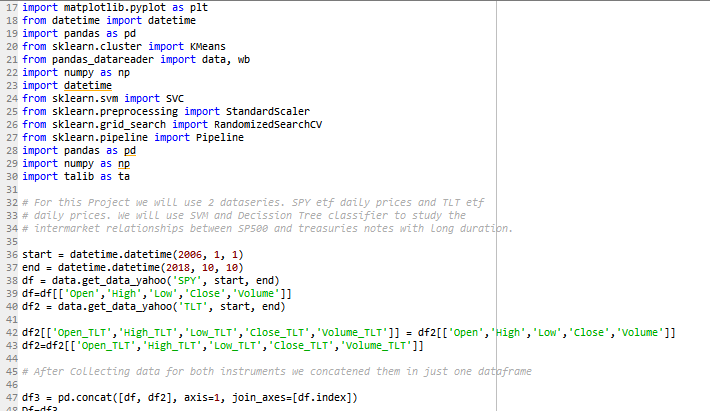 17 import matplotlib.pyplot as plt
18 from datetime import datetime
19 import pandas as pd
20 from sklearn.cluster import KMeans
21 from pandas_datareader import data, wb
22 import numpy as np
23 import datetime
24 from sklearn.svm import SVC
25 from sklearn.preprocessing import StandardScaler
26 from sklearn.grid_search import RandomizedSearchCV
27 from sklearn.pipeline import Pipeline
28 import pandas as pd
29 import numpy as np
30 import talib as ta
31
32 # For this Project we will use 2 dataseries. SPY etf daily prices and TLT etf
33 # daily prices. We will use SVM and Decission Tree classifier to study the
34 # intermarket relationships between SP500 and treasuries notes with long duration.
35
36 start = datetime.datetime(2006, 1, 1)
37 end = datetime.datetime(2018, 10, 10)
38 df = data.get_data_yahoo('SPY', start, end)
39 df=df[['Open','High','Low','Close','Volume']]
40 df2 = data.get_data_yahoo('TLT', start, end)
41
42 df2[['Open_TLT','High_TLT','Low_TLT','Close_TLT','Volume_TLT']] = df2[['Open','High','Low','Close','Volume']]
43 df2=df2[['Open_TLT','High_TLT','Low_TLT','Close_TLT','Volume_TLT']]
44
45 # After Collecting data for both instruments we concatened them in just one dataframe
46
47 df3 = pd.concat([df, df2], axis=1, join_axes=[df.index])
48 Df=df3